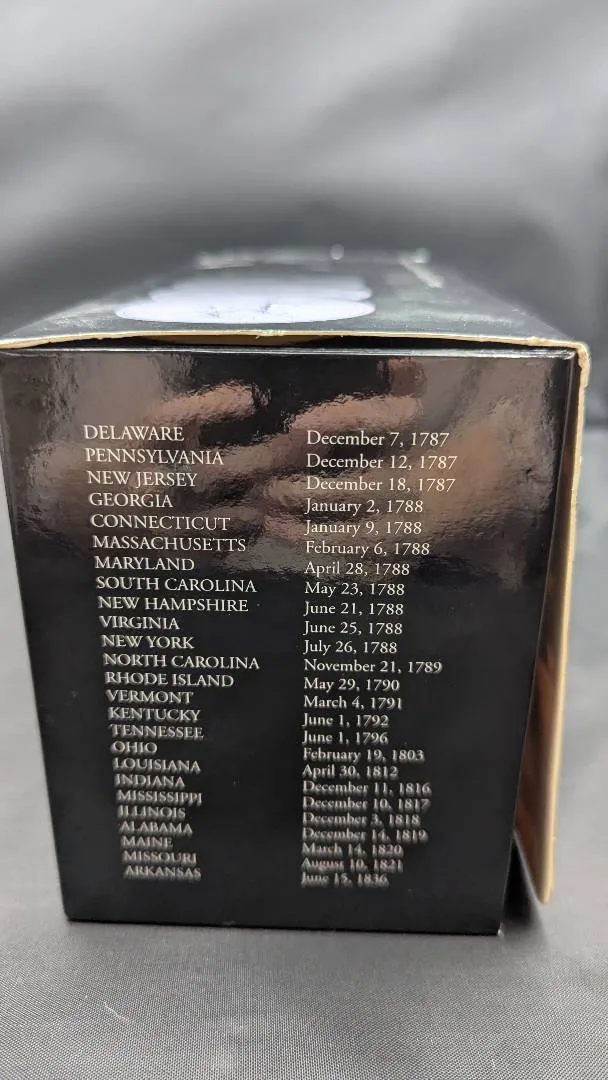 DELAWARE December 7, 1787
PENNSYLVANIA December 12, 1787
NEW JERSEY December 18, 1787
GEORGIA January 2, 1788
CONNECTICUT January 9, 1788
MASSACHUSETTS February 6, 1788
MARYLAND April 28, 1788
SOUTH CAROLINA May 23, 1788
NEW HAMPSHIRE June 21, 1788
VIRGINIA June 25, 1788
NEW YORK July 26, 1788
NORTH CAROLINA November 21, 1789
RHODE ISLAND May 29, 1790
VERMONT March 4, 1791
KENTUCKY June 1, 1792
TENNESSEE June 1, 1796
OHIO February 19, 1803
LOUISIANA April 30, 1812
INDIANA December 11, 1816
MISSISSIPPI December 10, 1817
ILLINOIS December 3, 1818
ALABAMA December 14, 1819
MAINE March 14, 1820
MISSOURI August 10, 1821
ARKANSAS June 15, 1836